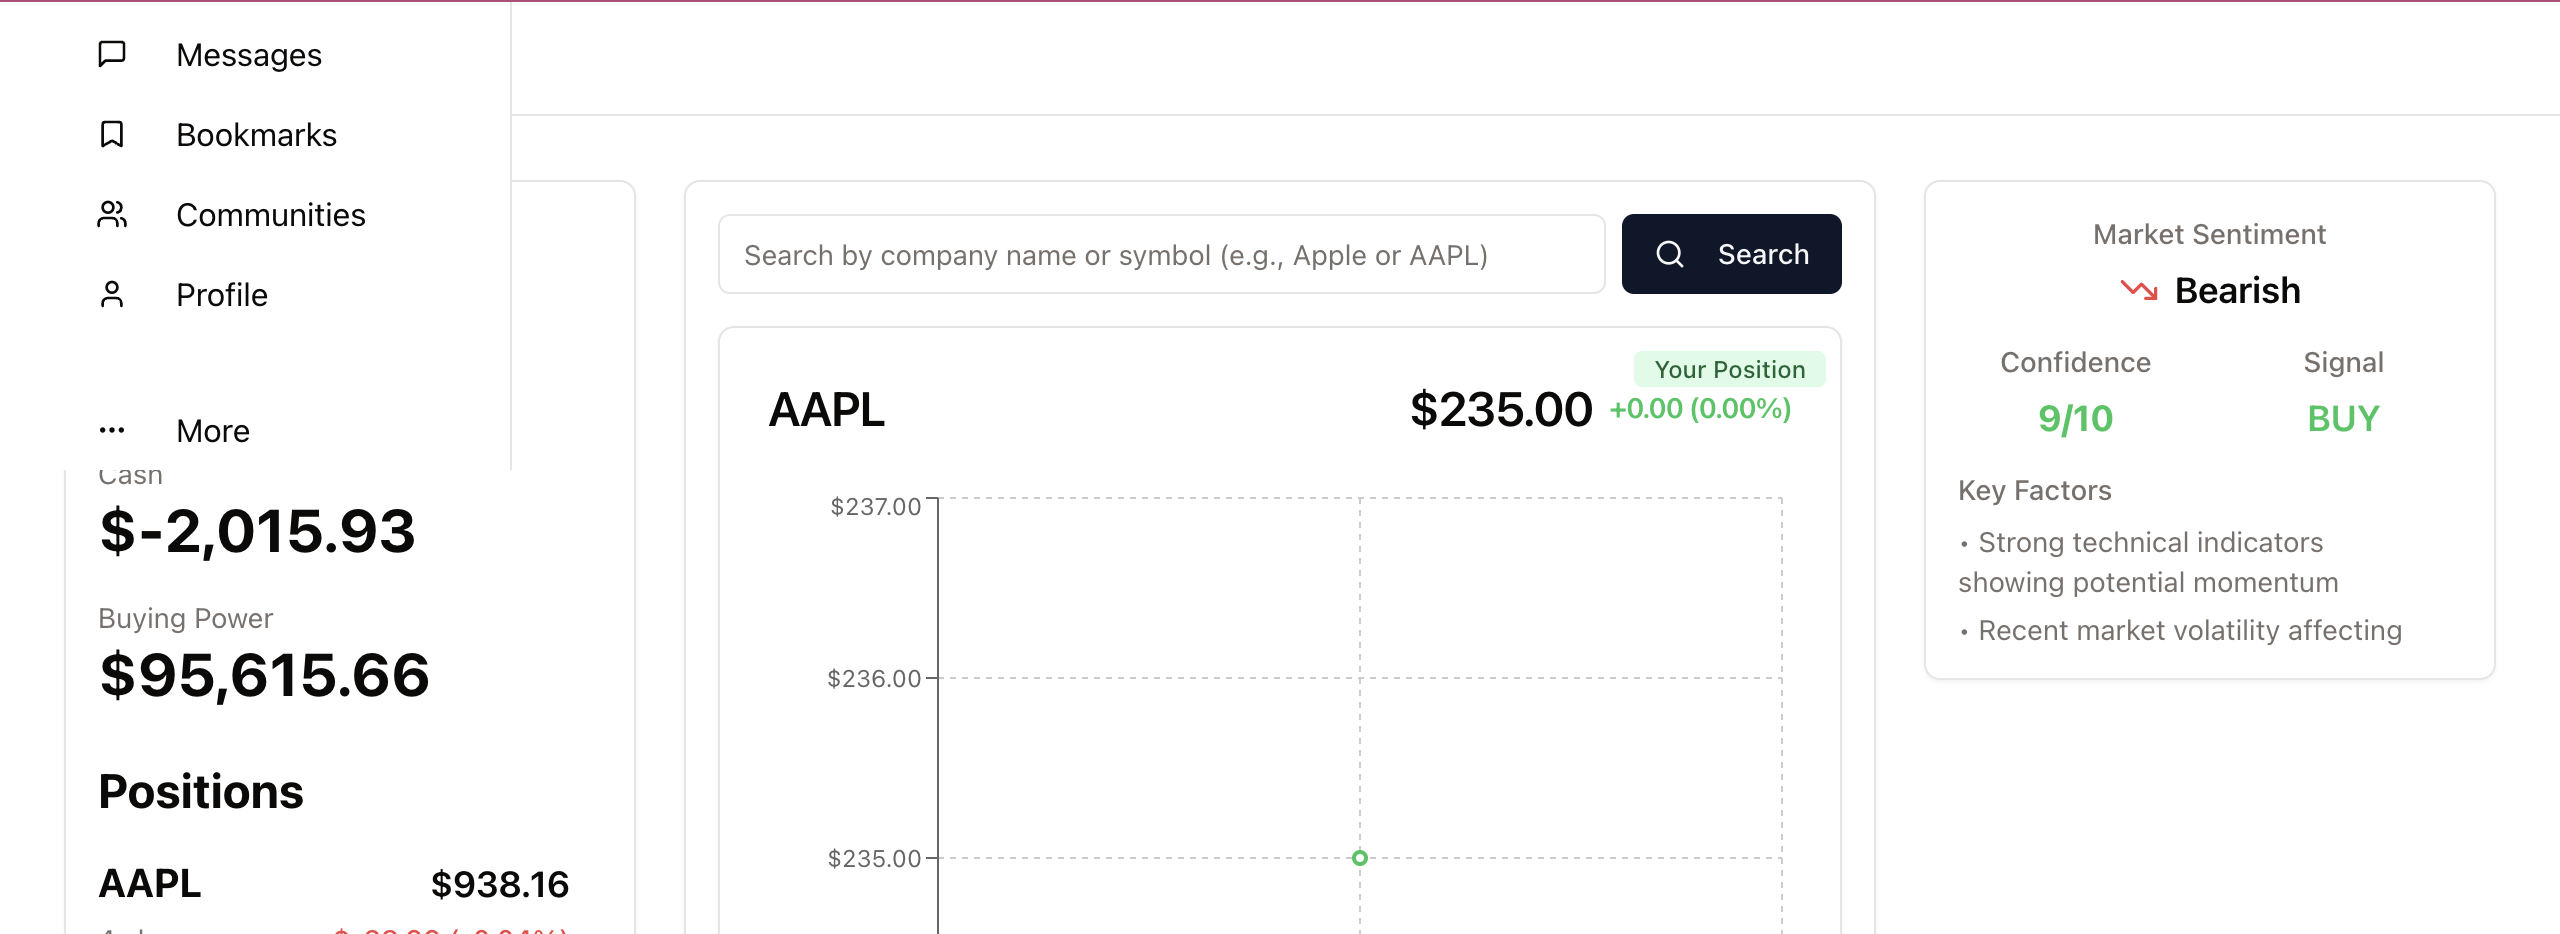 Messages
Bookmarks
Communities
Profile
More
Cash
$-2,015.93
Buying Power
$95,615.66
Positions
AAPL $938.16
Search by company name or symbol (e.g., Apple or AAPL)
Search
Your Position
AAPL $235.00 +0.00 (0.00%)
$237.00
$236.00
$235.00
Market Sentiment
Bearish
Confidence Signal
9/10 BUY
Key Factors
• Strong technical indicators
showing potential momentum
• Recent market volatility affecting